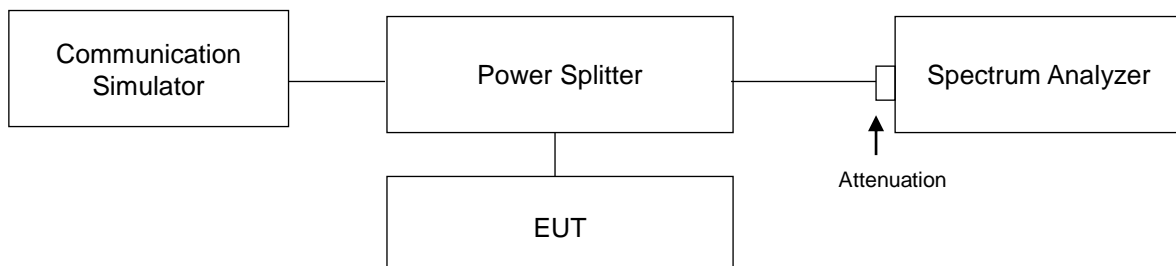 Communication
Simulator
Power Splitter
Spectrum Analyzer
Attenuation
EUT